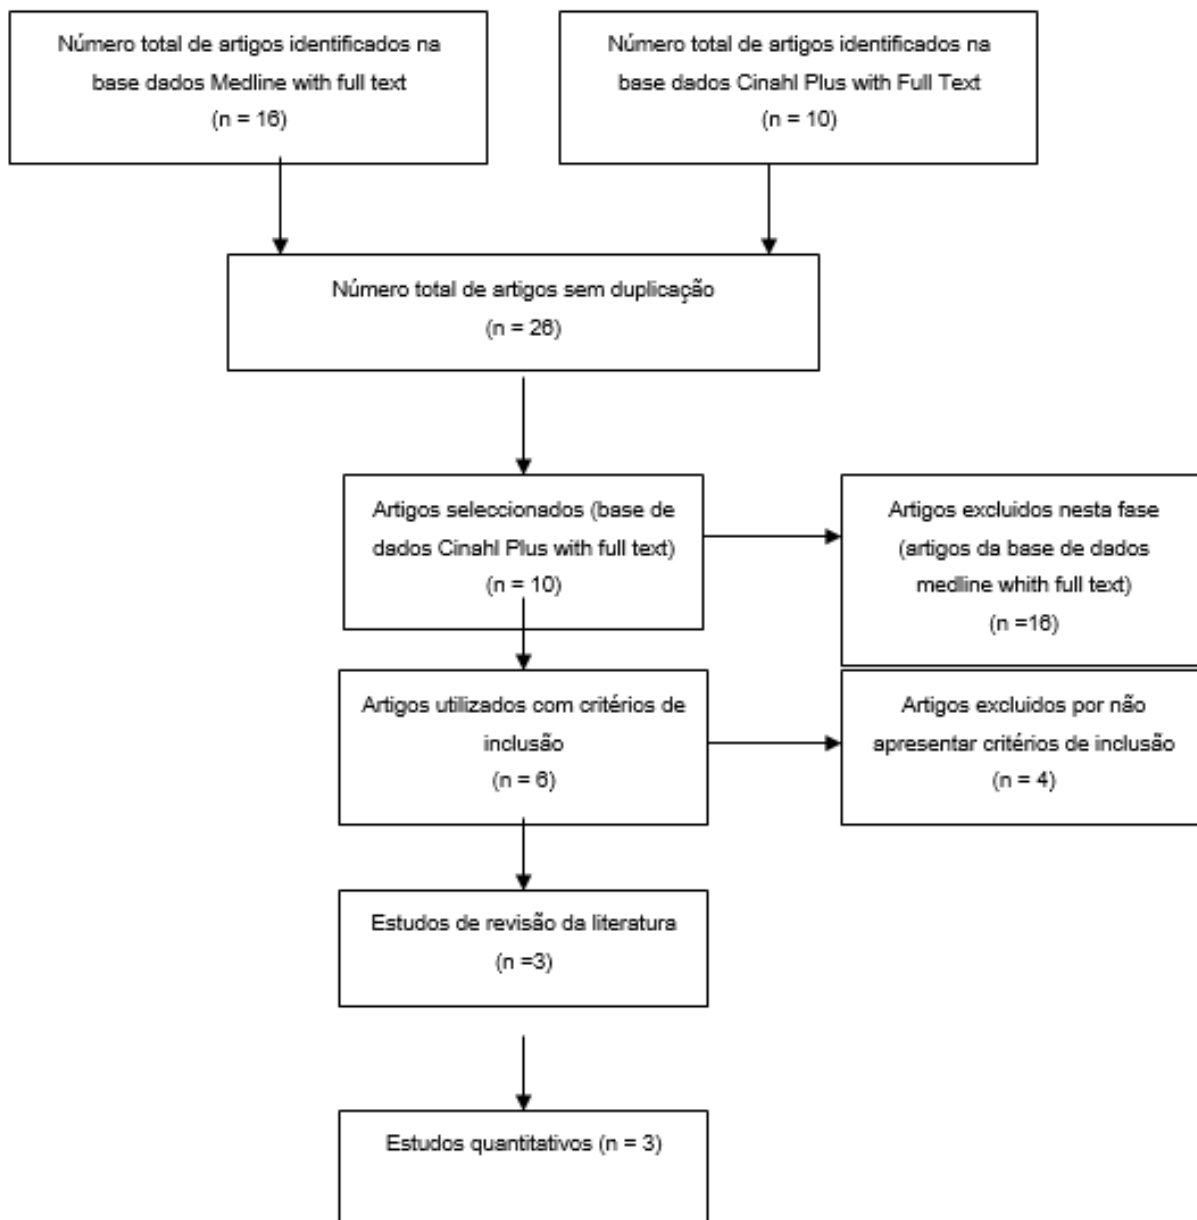 Número total de artigos identificados na
base dados Medline with full text
(n = 16)
Número total de artigos identificados na
base dados Cinahl Plus with Full Text
(n = 10)
Número total de artigos sem duplicação
(n = 26)
Artigos seleccionados (base de
dados Cinahl Plus with full text)
(n = 10)
Artigos excluidos nesta fase
(artigos da base de dados
medline whith full text)
(n =16)
Artigos utilizados com critérios de
inclusão
(n = 6)
Artigos excluidos por não
apresentar critérios de inclusão
(n = 4)
Estudos de revisão da literatura
(n =3)
Estudos quantitativos (n = 3)